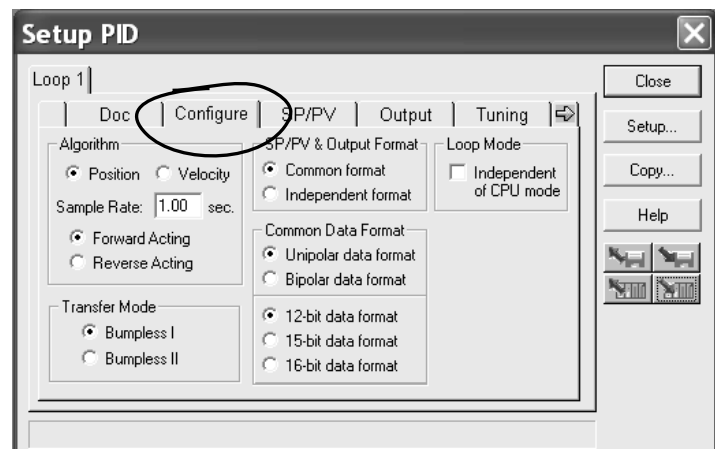 Setup PID
Loop 1
Doc
Configure
SP/PV
Output
Tuning
Algorithm
Position
Velocity
Sample Rate: 1.00 sec.
Forward Acting
Reverse Acting
Transfer Mode
Bumpless I
Bumpless II
SP/PV & Output Format
Common format
Independent format
Common Data Format
Unipolar data format
Bipolar data format
12-bit data format
15-bit data format
16-bit data format
Loop Mode
Independent
of CPU mode
Close
Setup...
Copy...
Help